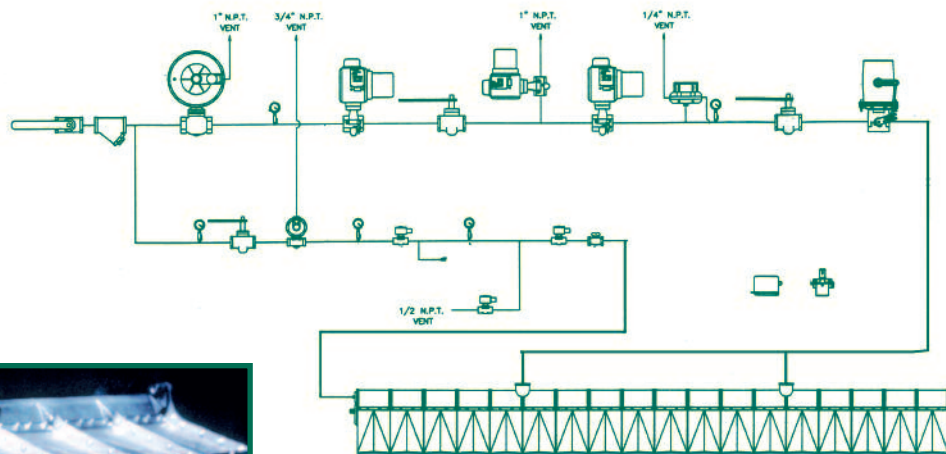 1" N.P.T.
VENT
3/4" N.P.T.
VENT
1" N.P.T.
VENT
1/4" N.P.T.
VENT
1/2 N.P.T.
VENT